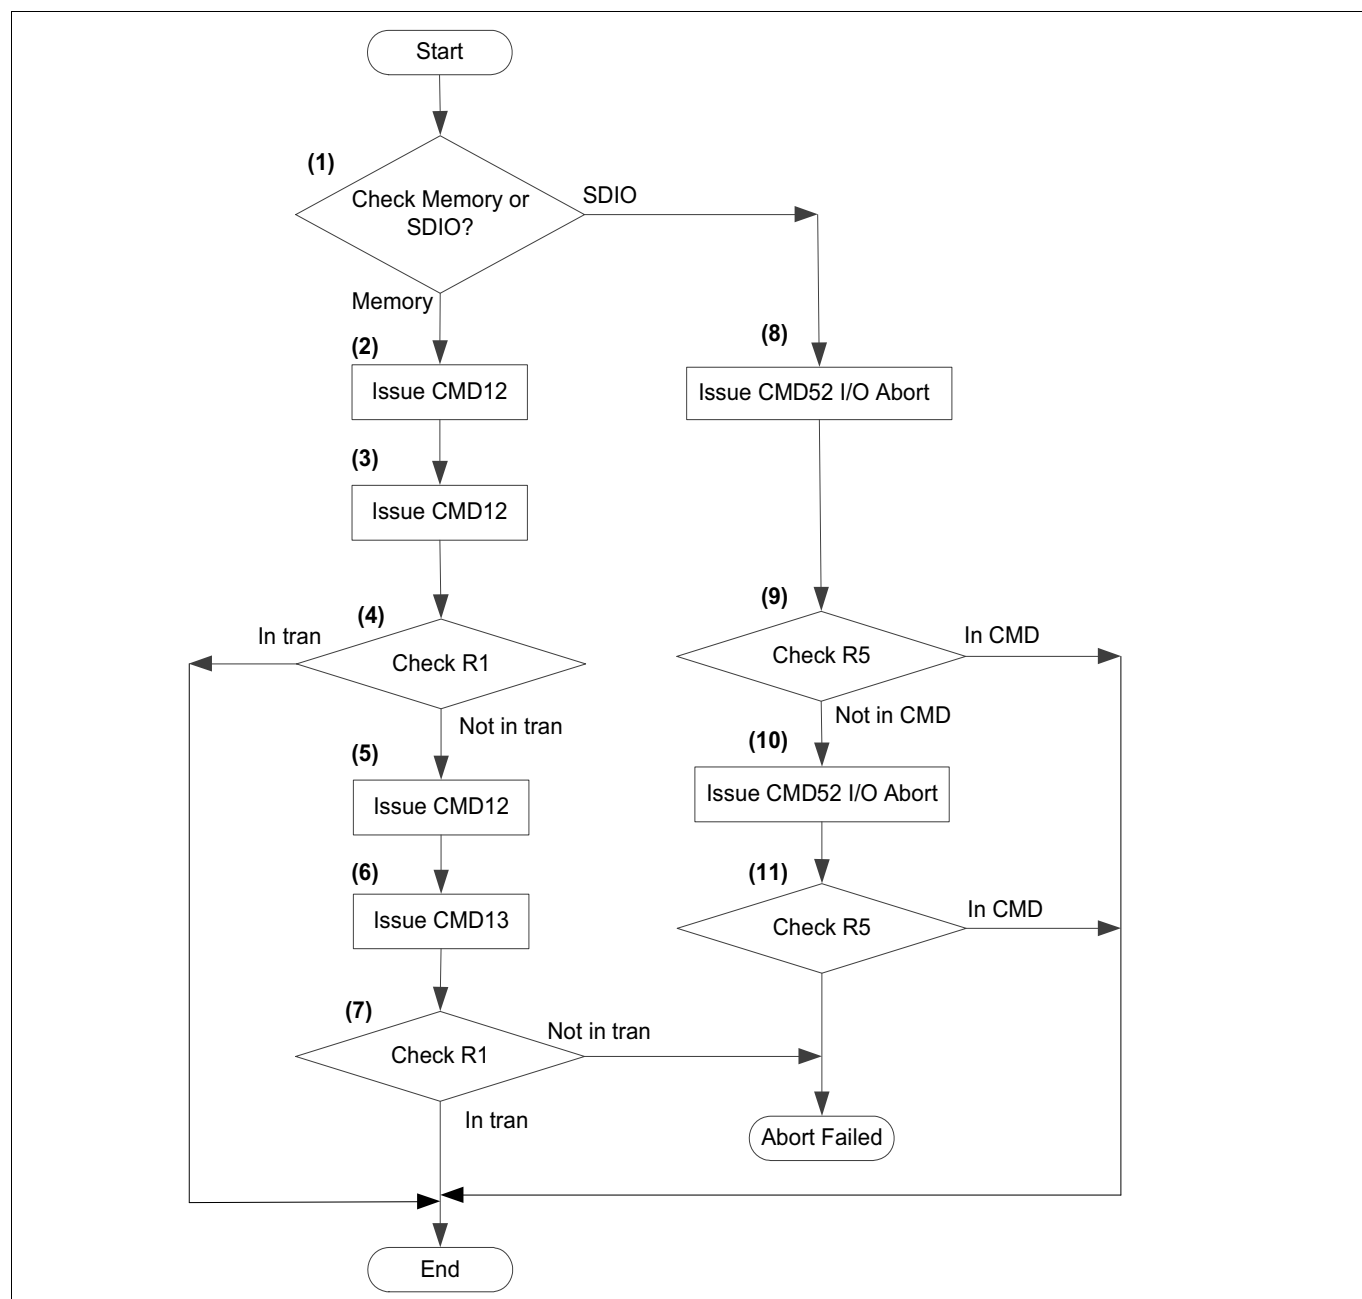 Start
(1)
Check Memory or
SDIO?
SDIO
Memory
(2)
Issue CMD12
(3)
Issue CMD12
(4)
In tran
Check R1
Not in tran
(5)
Issue CMD12
(6)
Issue CMD13
(7)
Check R1
Not in tran
In tran
(8)
Issue CMD52 I/O Abort
(9)
Check R5
In CMD
Not in CMD
(10)
Issue CMD52 I/O Abort
(11)
Check R5
In CMD
Abort Failed
End